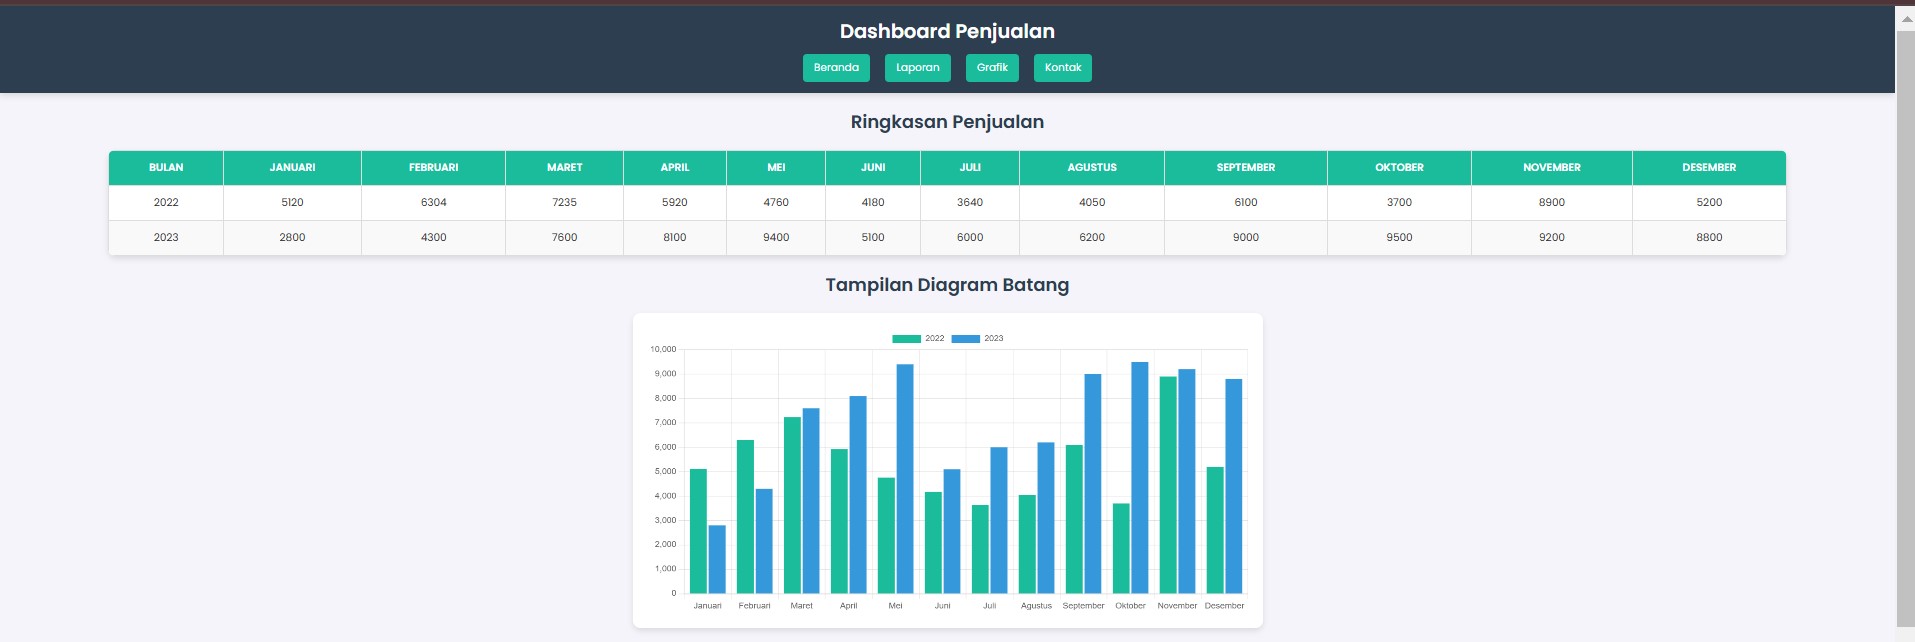 Dashboard Penjualan
Beranda Laporan Grafik Kontak
Ringkasan Penjualan
BULAN JANUARI FEBRUARI MARET APRIL MEI JUNI JULI AGUSTUS SEPTEMBER OKTOBER NOVEMBER DESEMBER
2022 5120 6304 7235 5920 4760 4180 3640 4050 6100 3700 8900 5200
2023 2800 4300 7600 8100 9400 5100 6000 6200 9000 9500 9200 8800
Tampilan Diagram Batang
2022 2023
10,000
9,000
8,000
7,000
6,000
5,000
4,000
3,000
2,000
1,000
0
Januari Februari Maret April Mei Juni Juli Agustus September Oktober November Desember